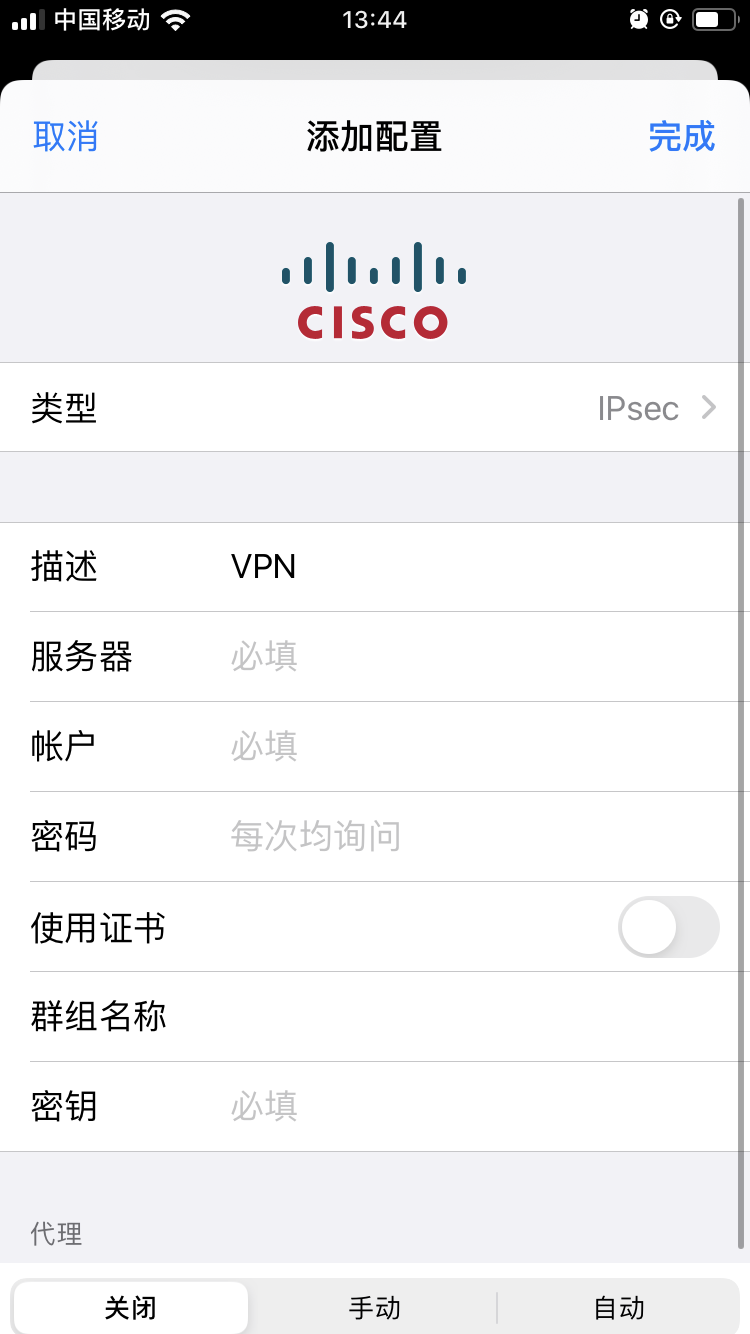 中国移动 13:44
取消 添加配置 完成
CISCO
类型 IPsec
描述 VPN
服务器 必填
帐户 必填
密码 每次均询问
使用证书
群组名称
密钥 必填
代理
关闭 手动 自动